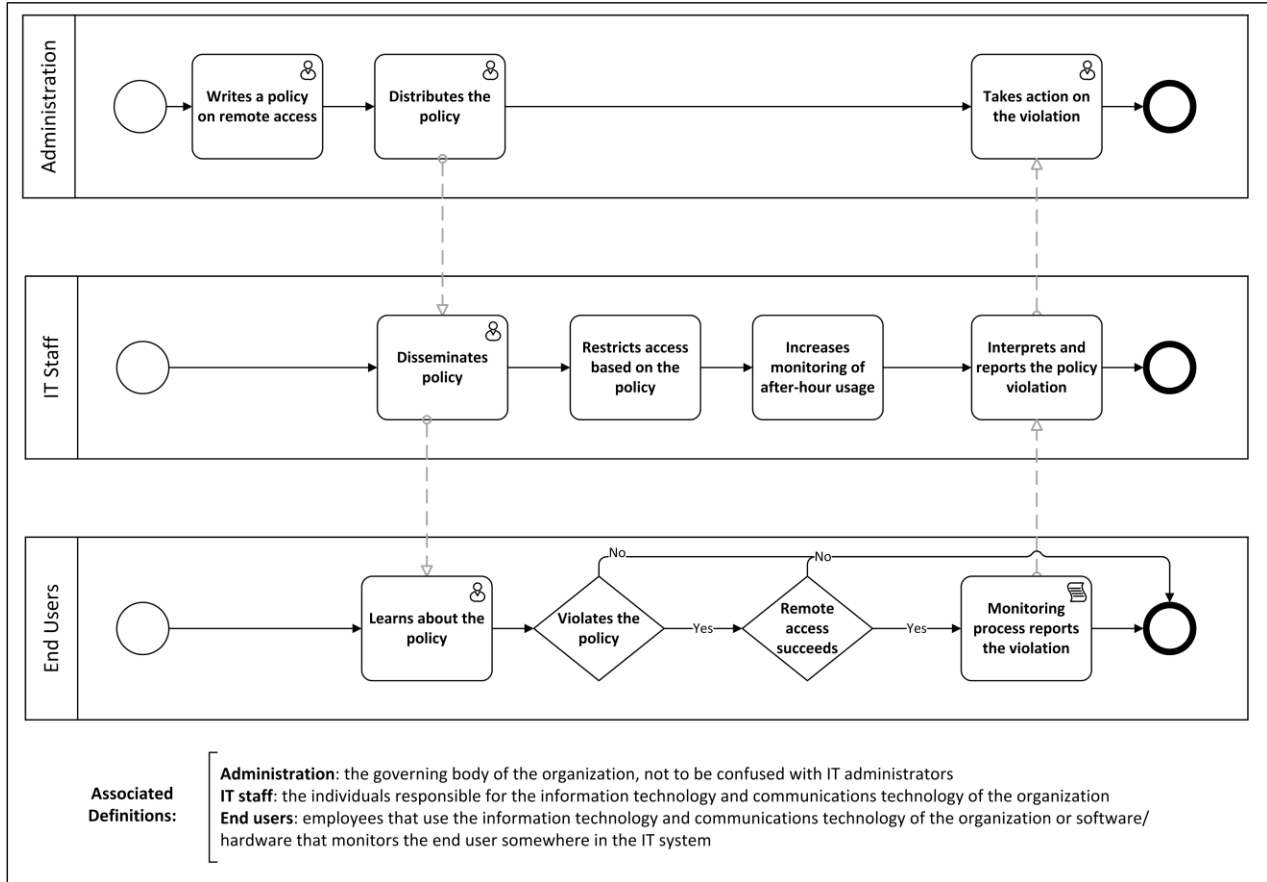 Administration
Writes a policy
on remote access
Distributes the
policy
Takes action on
the violation
IT Staff
Disseminates
policy
Restricts access
based on the
policy
Increases
monitoring of
after-hour usage
Interprets and
reports the policy
violation
End Users
Learns about the
policy
Violates the
policy
No
Yes
Remote
access
succeeds
No
Yes
Monitoring
process reports
the violation
Associated
Definitions:
Administration: the governing body of the organization, not to be confused with IT administrators
IT staff: the individuals responsible for the information technology and communications technology of the organization
End users: employees that use the information technology and communications technology of the organization or software/
hardware that monitors the end user somewhere in the IT system